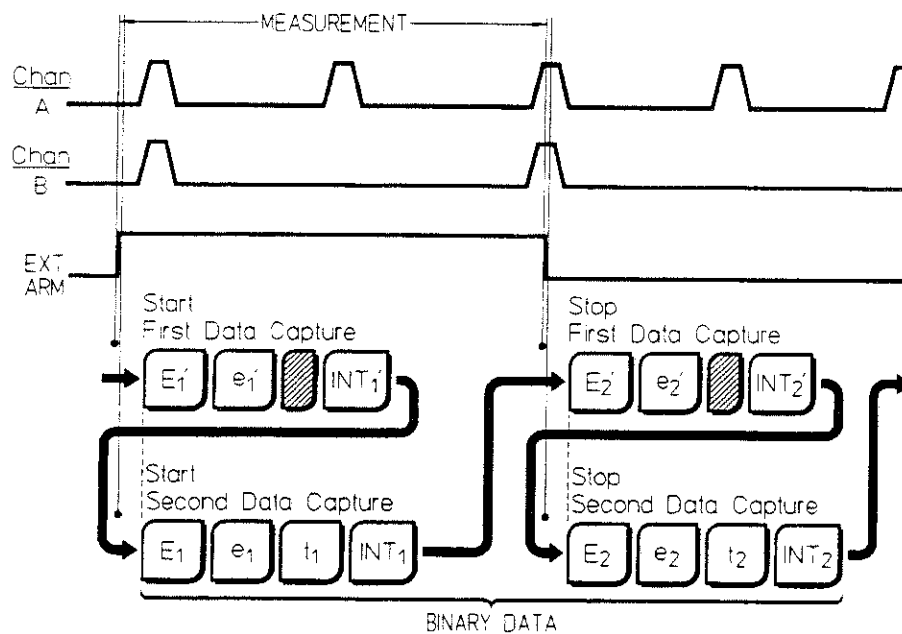 MEASUREMENT
Chan
A
Chan
B
EXT
ARM
Start
First Data Capture
E₁′ e₁′ INT₁′
Stop
First Data Capture
E₂′ e₂′ INT₂′
Start
Second Data Capture
E₁ e₁ t₁ INT₁
Stop
Second Data Capture
E₂ e₂ t₂ INT₂
BINARY DATA